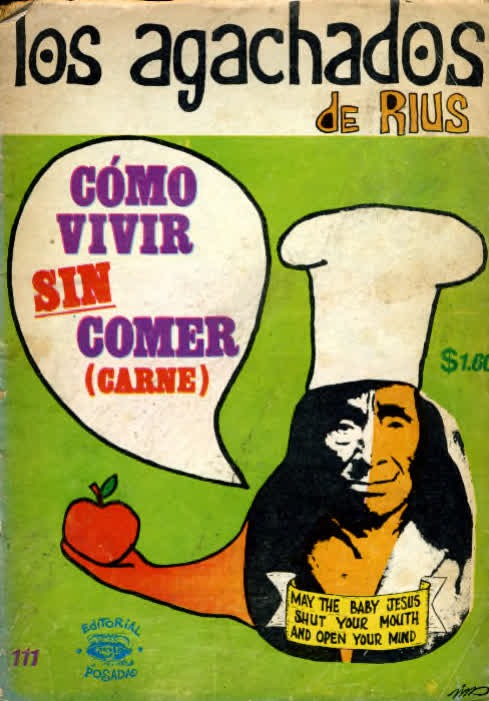 los agachados
de RIUS
CÓMO
VIVIR
SIN
COMER
(CARNE)
$1.60
MAY THE BABY JESUS
SHUT YOUR MOUTH
AND OPEN YOUR MIND
EDITORIAL
POSADA
111